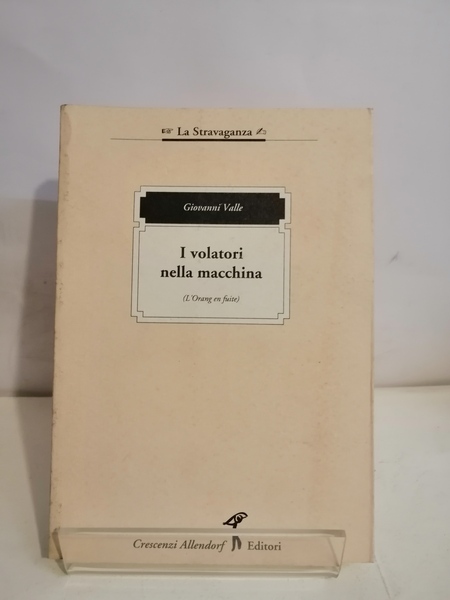 La Stravaganza
Giovanni Valle
I volatori
nella macchina
(L'Orang en fuite)
Crescenzi Allendorf Editori